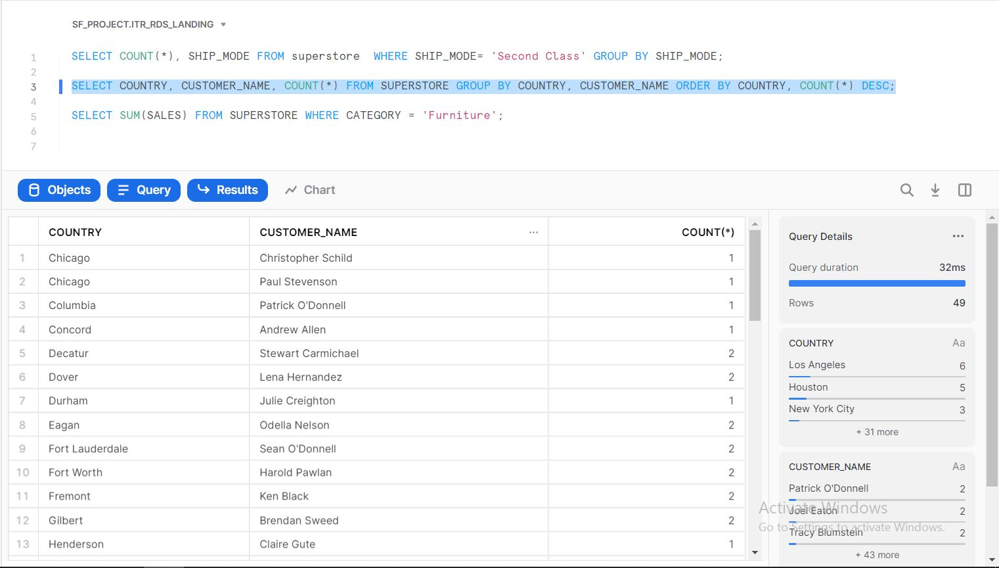 SF_PROJECT.ITR_RDS_LANDING
1 SELECT COUNT(*), SHIP_MODE FROM superstore  WHERE SHIP_MODE= 'Second Class' GROUP BY SHIP_MODE;
2
3 SELECT COUNTRY, CUSTOMER_NAME, COUNT(*) FROM SUPERSTORE GROUP BY COUNTRY, CUSTOMER_NAME ORDER BY COUNTRY, COUNT(*) DESC;
4
5 SELECT SUM(SALES) FROM SUPERSTORE WHERE CATEGORY = 'Furniture';
6
7
Objects Query Results Chart
COUNTRY CUSTOMER_NAME ... COUNT(*)
1 Chicago Christopher Schild 1
2 Chicago Paul Stevenson 1
3 Columbia Patrick O'Donnell 1
4 Concord Andrew Allen 1
5 Decatur Stewart Carmichael 2
6 Dover Lena Hernandez 2
7 Durham Julie Creighton 1
8 Eagan Odella Nelson 2
9 Fort Lauderdale Sean O'Donnell 2
10 Fort Worth Harold Pawlan 2
11 Fremont Ken Black 2
12 Gilbert Brendan Sweed 2
13 Henderson Claire Gute 1
Query Details ...
Query duration 32ms
Rows 49
COUNTRY Aa
Los Angeles 6
Houston 5
New York City 3
+ 31 more
CUSTOMER_NAME Aa
Patrick O'Donnell 2
Joel Eaton 2
Tracy Blumstein 2
+ 43 more
Activate Windows
Go to Settings to activate Windows.